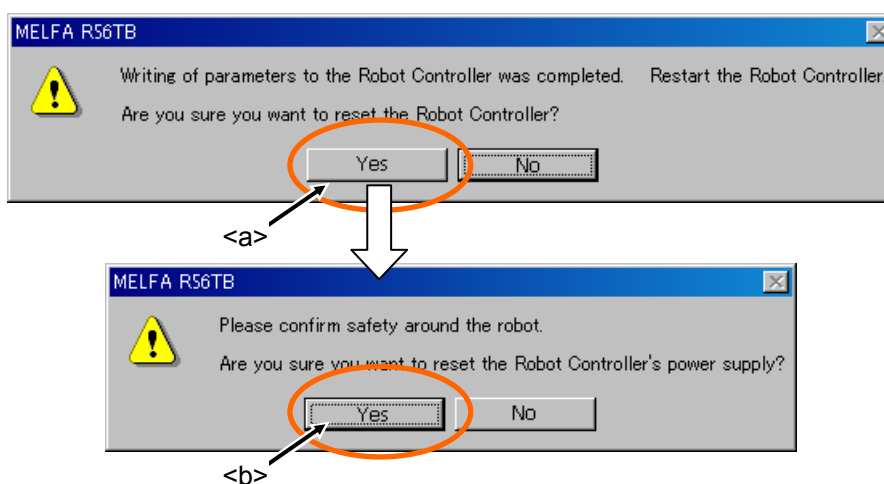 MELFA R56TB
Writing of parameters to the Robot Controller was completed. Restart the Robot Controller
Are you sure you want to reset the Robot Controller?
Yes No
<a>
MELFA R56TB
Please confirm safety around the robot.
Are you sure you want to reset the Robot Controller's power supply?
Yes No
<b>